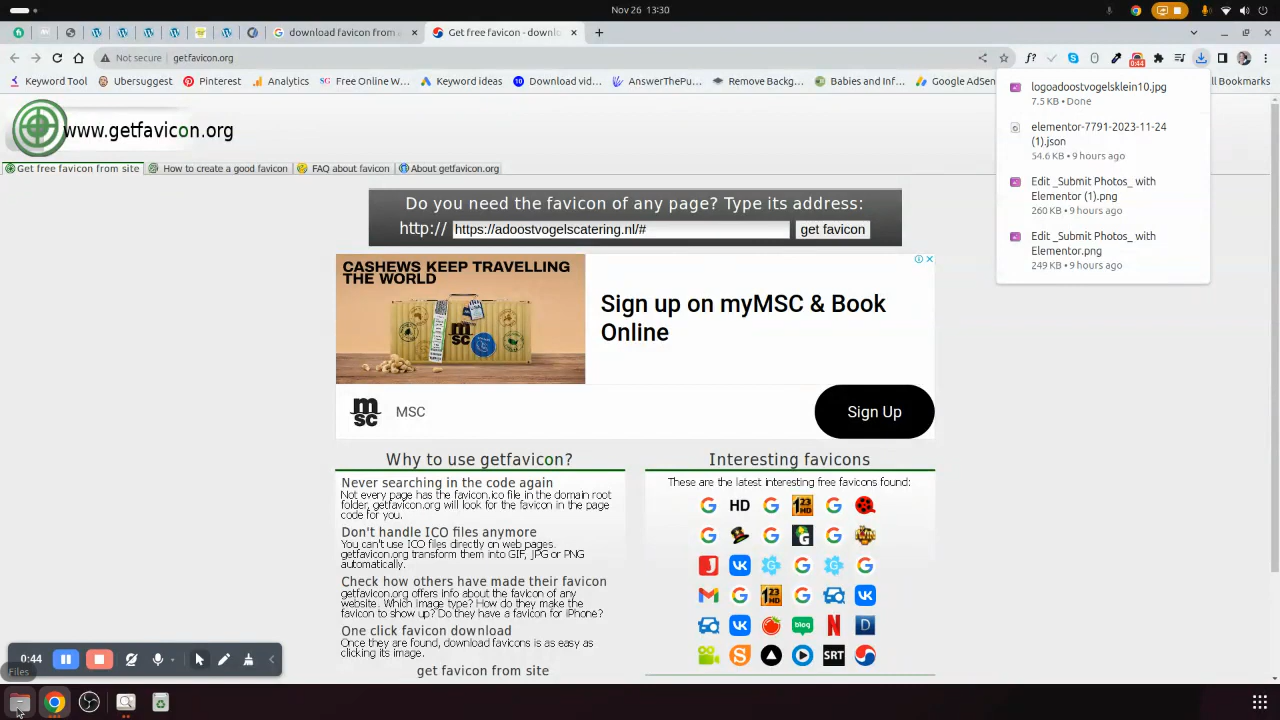 Nov 26 13:30
download favicon from a
Get free favicon - downlo
Not secure
getfavicon.org
f?
0:44
Keyword Tool
Ubersuggest
Pinterest
Analytics
SG Free Online W...
Keyword ideas
10 Download vid...
AnswerThePu...
Remove Backg...
Babies and Inf...
Google AdSen
ll Bookmarks
logoadoostvogelsklein10.jpg
7.5 KB • Done
elementor-7791-2023-11-24
(1).json
54.6 KB • 9 hours ago
Edit _Submit Photos_ with
Elementor (1).png
260 KB • 9 hours ago
Edit _Submit Photos_ with
Elementor.png
249 KB • 9 hours ago
www.getfavicon.org
Get free favicon from site
How to create a good favicon
FAQ about favicon
About getfavicon.org
Do you need the favicon of any page? Type its address:
http:// https://adoostvogelscatering.nl/# get favicon
CASHEWS KEEP TRAVELLING
THE WORLD
msc
Sign up on myMSC & Book
Online
msc
MSC
Sign Up
Why to use getfavicon?
Never searching in the code again
Not every page has the favicon.ico file in the domain root
folder, getfavicon.org will look for the favicon in the page
code for you.
Don't handle ICO files anymore
You can't use ICO files directly on web pages.
getfavicon.org transform them into GIF, JPG or PNG
automatically.
Check how others have made their favicon
getfavicon.org offers info about the favicon of any
website. Which image type? How do they make the
favicon to show up? Do they have a favicon for iPhone?
One click favicon download
Once they are found, download favicons is as easy as
clicking its image.
get favicon from site
Interesting favicons
These are the latest interesting free favicons found:
HD
123
HD
blog
N
D
SRT
0:44
Files